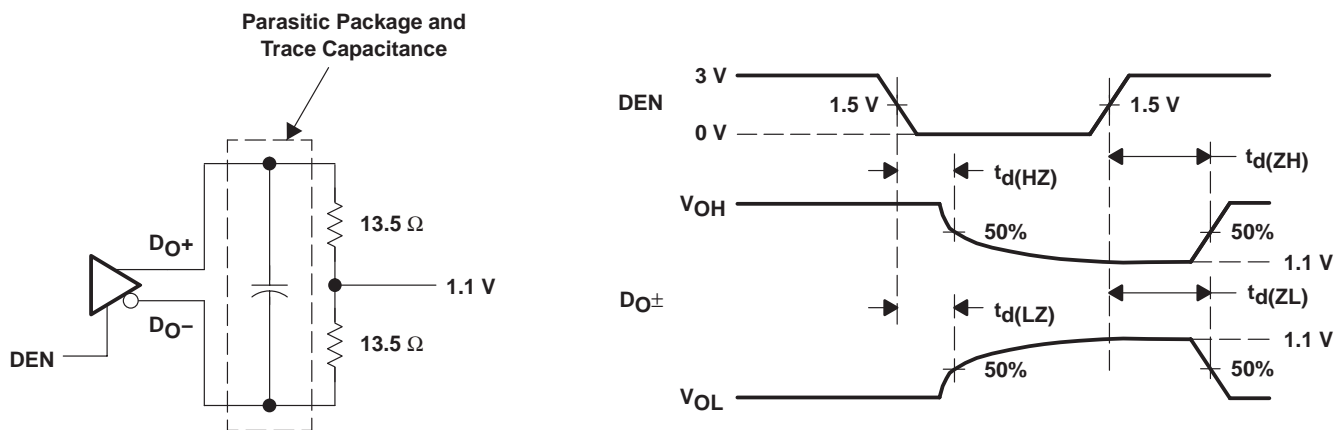 Parasitic Package and
Trace Capacitance
DO+
DO−
DEN
13.5 Ω
1.1 V
13.5 Ω
DEN
3 V
0 V
1.5 V
1.5 V
td(HZ)
td(ZH)
VOH
50%
50%
1.1 V
DO±
td(LZ)
td(ZL)
1.1 V
50%
50%
VOL